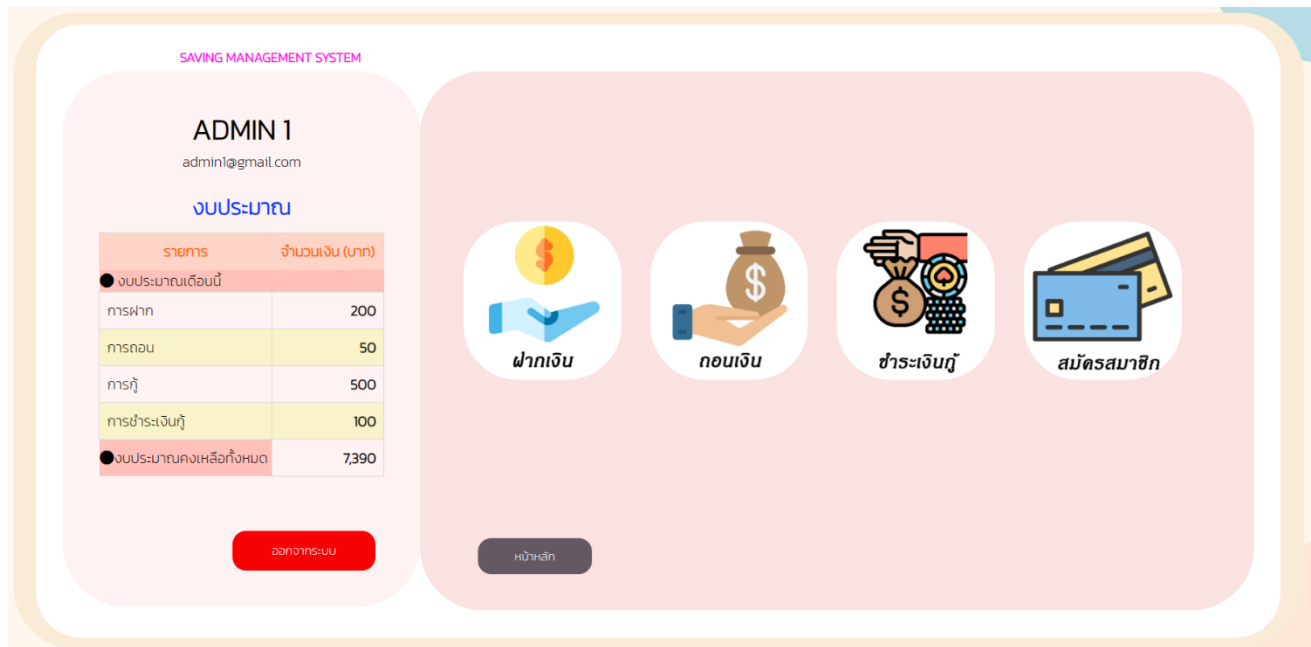 SAVING MANAGEMENT SYSTEM
ADMIN 1
admin1@gmail.com
งบประมาณ
รายการ จำนวนเงิน (บาท)
งบประมาณเดือนนี้
การฝาก 200
การถอน 50
การกู้ 500
การชำระเงินกู้ 100
งบประมาณคงเหลือทั้งหมด 7,390
ออกจากระบบ
ฝากเงิน
ถอนเงิน
ชำระเงินกู้
สมัครสมาชิก
หน้าหลัก